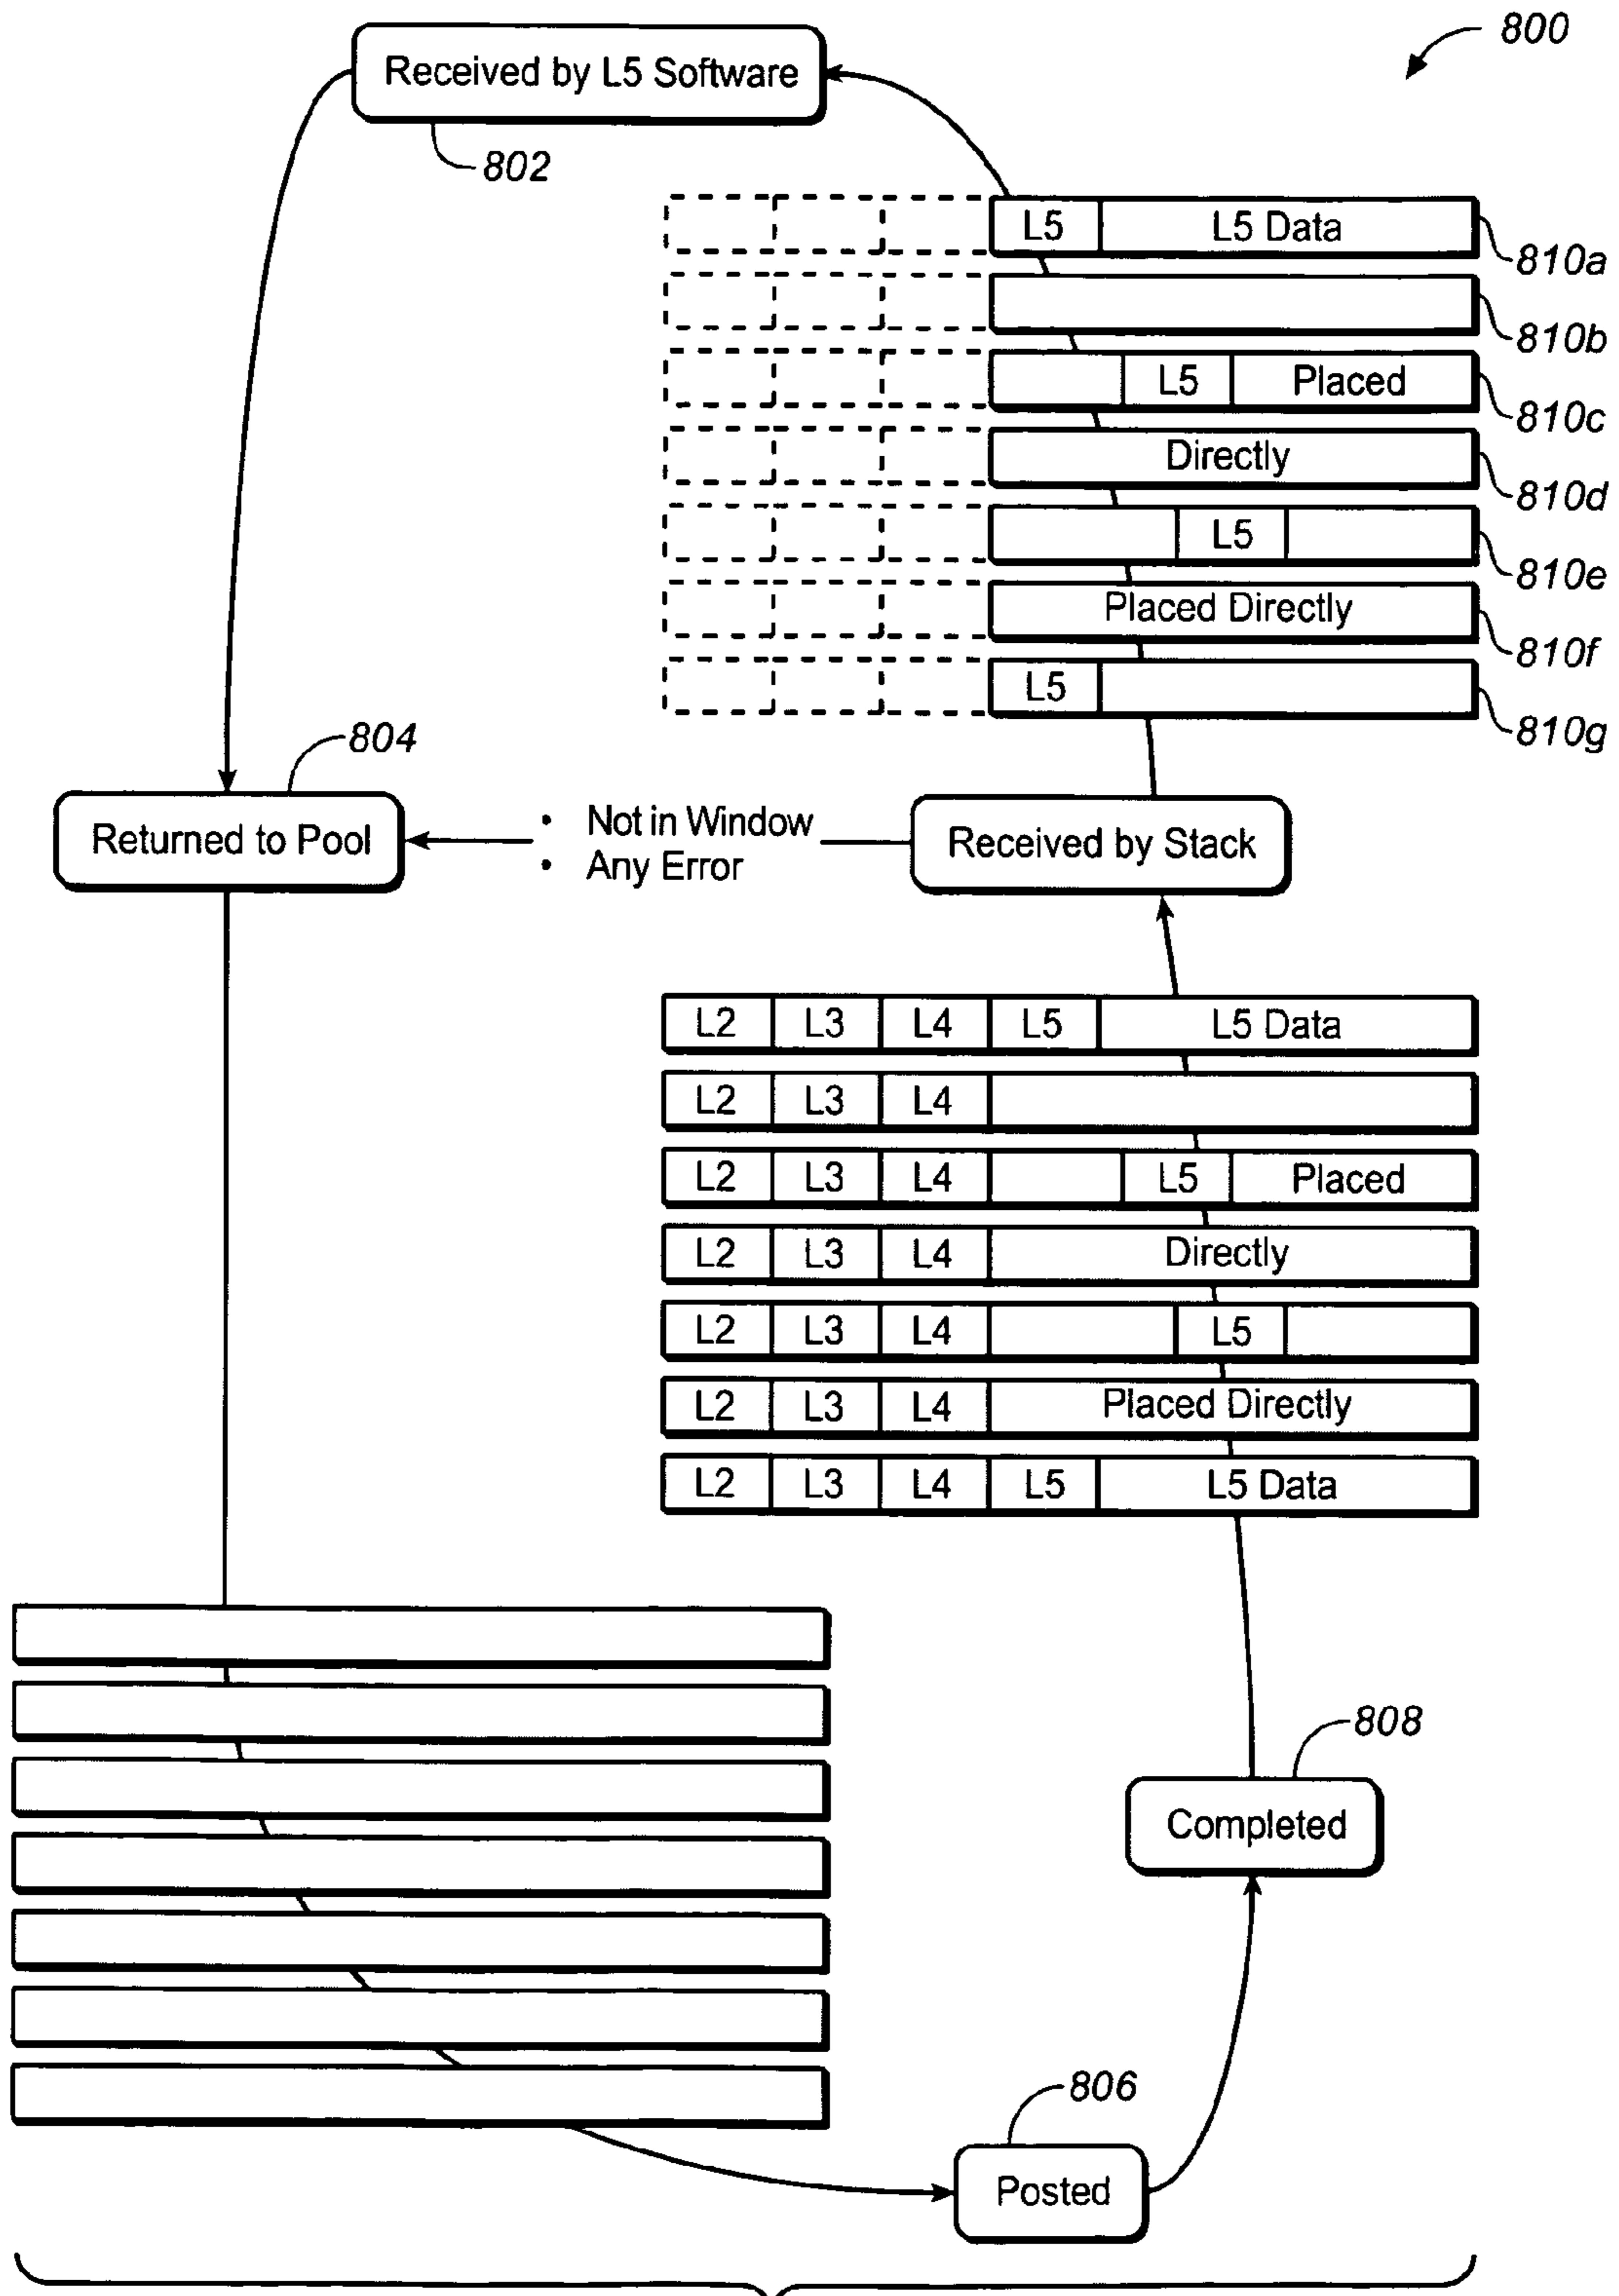 800
Received by L5 Software
802
L5 L5 Data
810a
810b
L5 Placed
810c
Directly
810d
L5
810e
Placed Directly
810f
L5
810g
804
Returned to Pool
• Not in Window
• Any Error
Received by Stack
L2 L3 L4 L5 L5 Data
L2 L3 L4
L2 L3 L4 L5 Placed
L2 L3 L4 Directly
L2 L3 L4 L5
L2 L3 L4 Placed Directly
L2 L3 L4 L5 L5 Data
808
Completed
806
Posted